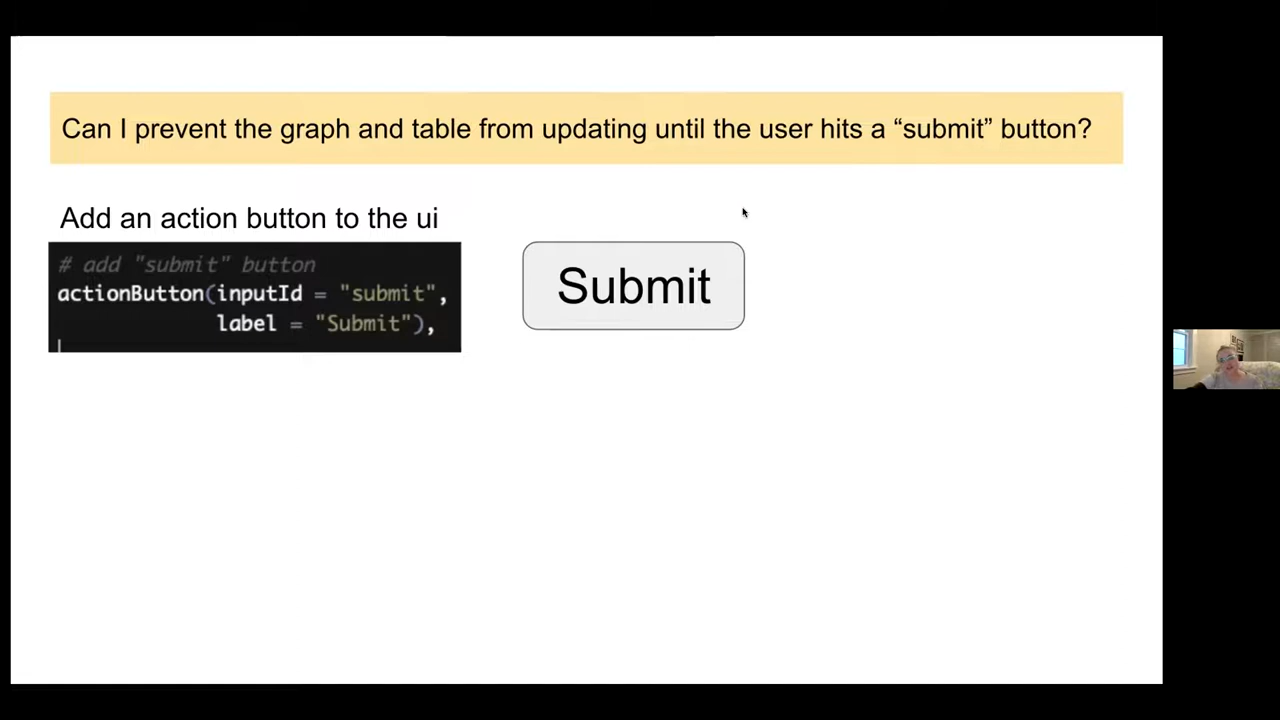 Can I prevent the graph and table from updating until the user hits a “submit” button?
Add an action button to the ui
# add "submit" button
actionButton(inputId = "submit",
label = "Submit"),
Submit